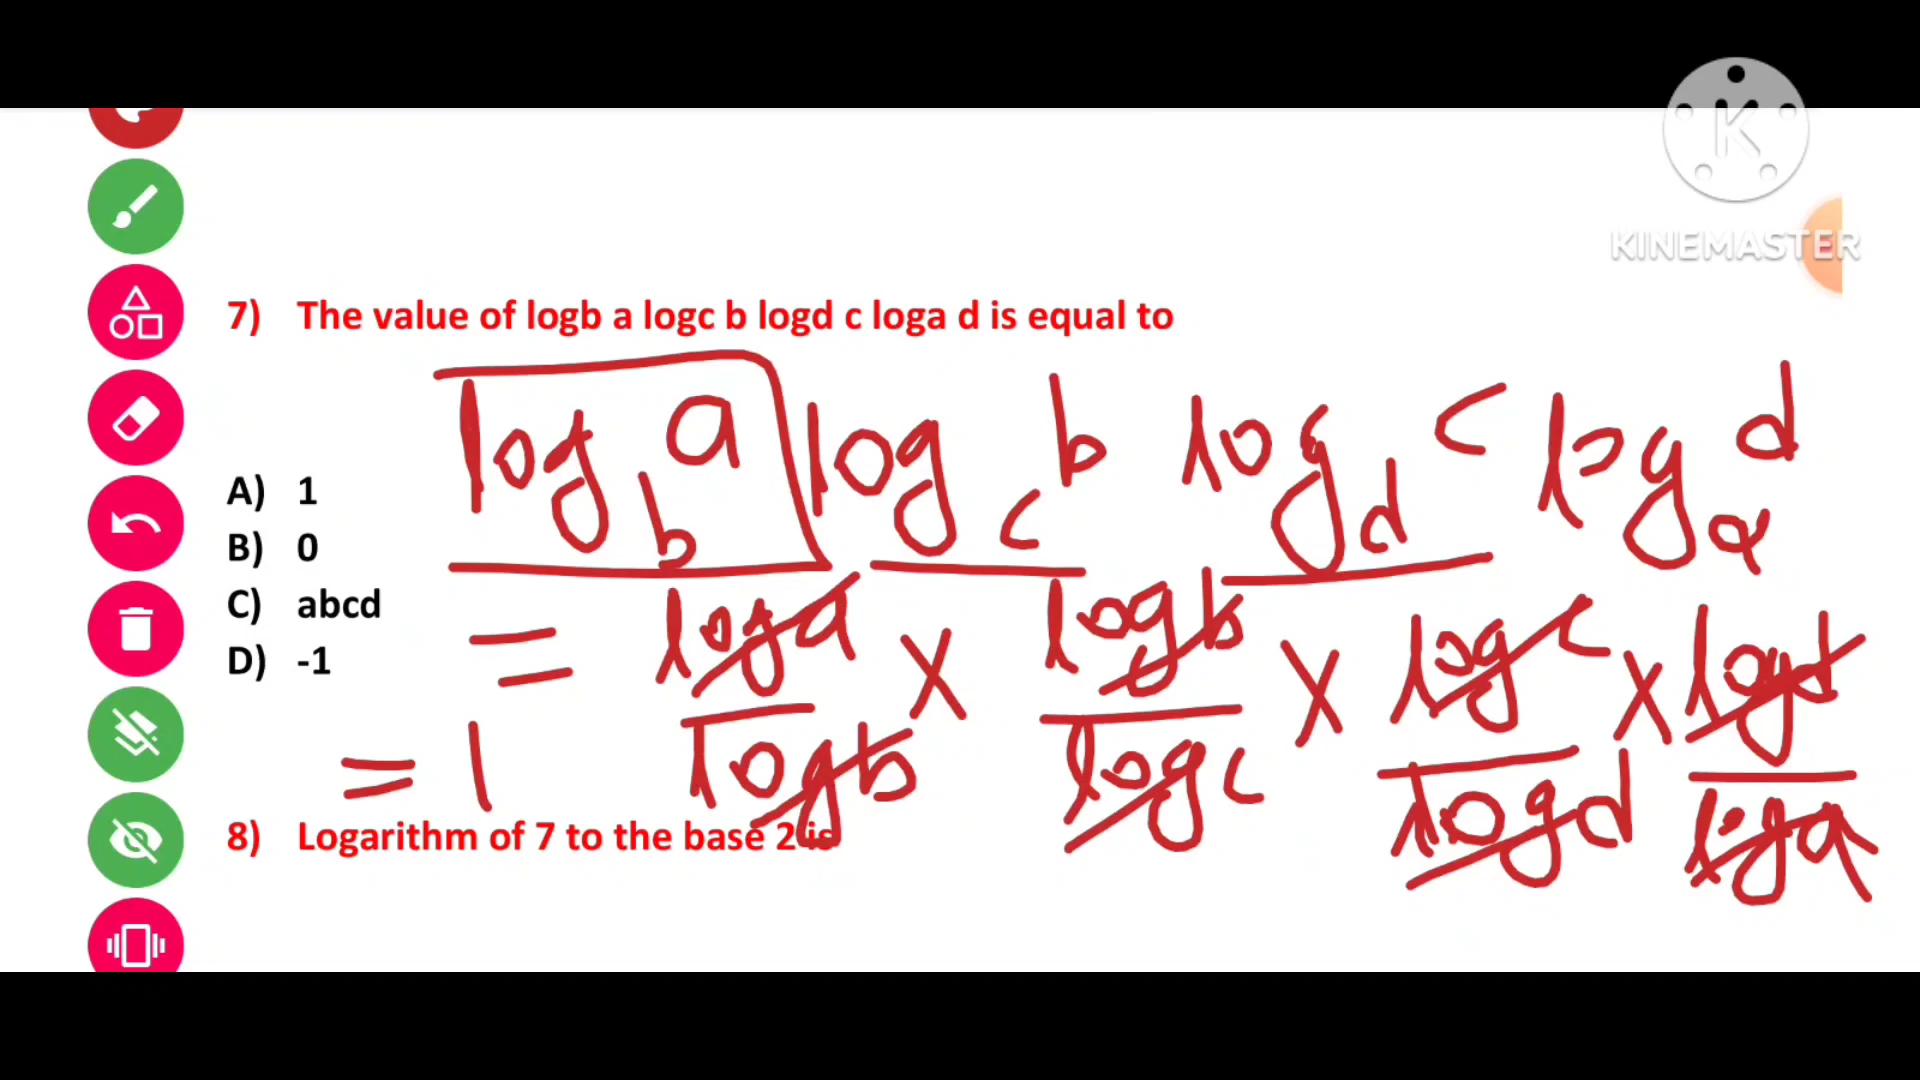 K
KINEMASTER
7) The value of logb a logc b logd c loga d is equal to
log_b a log_c b log_d c log_a d
A) 1
B) 0
C) abcd
D) -1
= log a / log b × log b / log c × log c / log d × log d / log a
= 1
8) Logarithm of 7 to the base 2 is